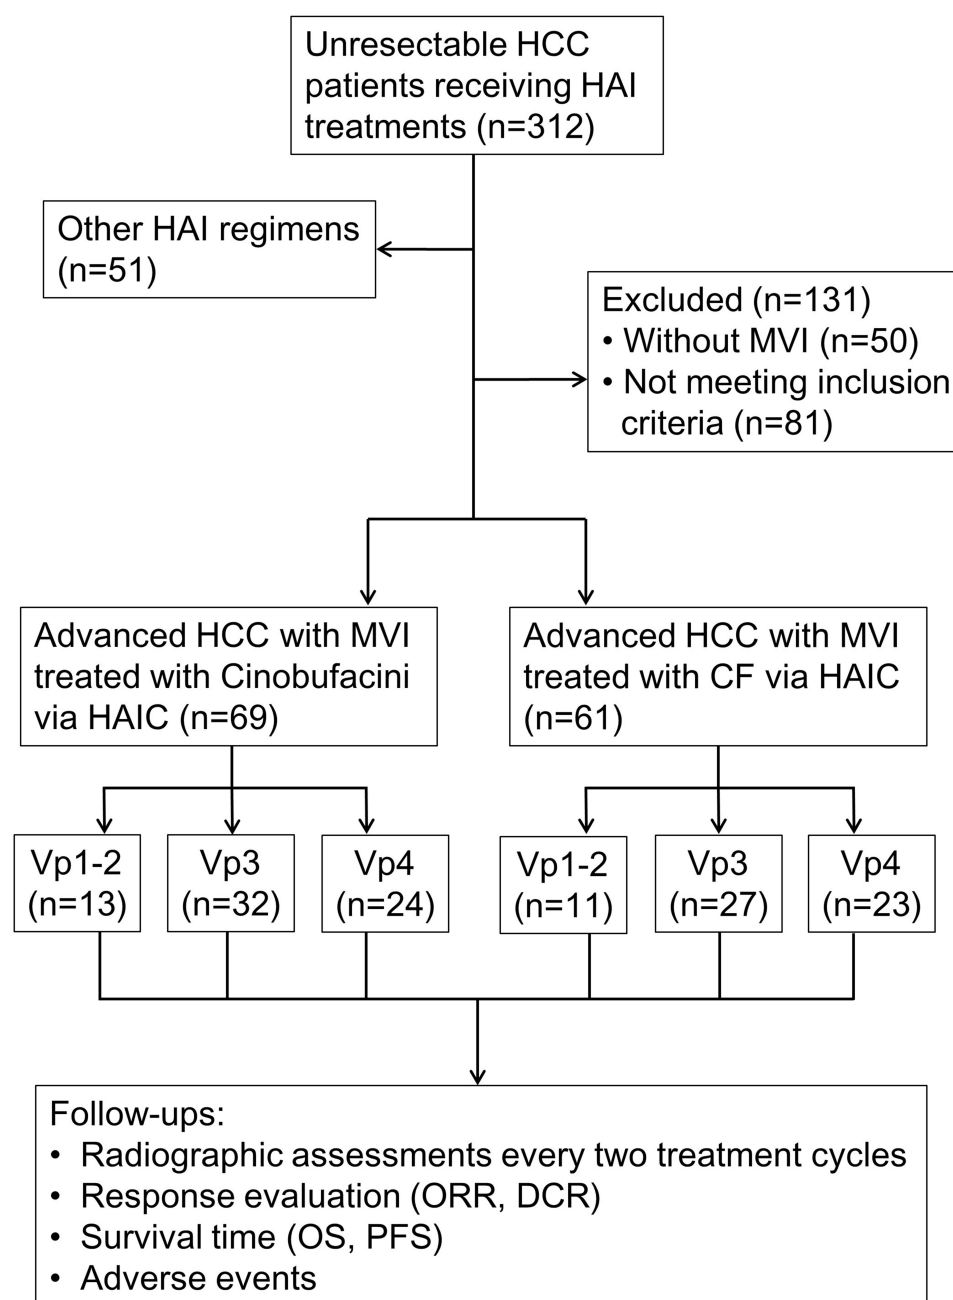 Unresectable HCC
patients receiving HAI
treatments (n=312)
Other HAI regimens
(n=51)
Excluded (n=131)
• Without MVI (n=50)
• Not meeting inclusion
criteria (n=81)
Advanced HCC with MVI
treated with Cinobufacini
via HAIC (n=69)
Advanced HCC with MVI
treated with CF via HAIC
(n=61)
Vp1-2
(n=13)
Vp3
(n=32)
Vp4
(n=24)
Vp1-2
(n=11)
Vp3
(n=27)
Vp4
(n=23)
Follow-ups:
• Radiographic assessments every two treatment cycles
• Response evaluation (ORR, DCR)
• Survival time (OS, PFS)
• Adverse events